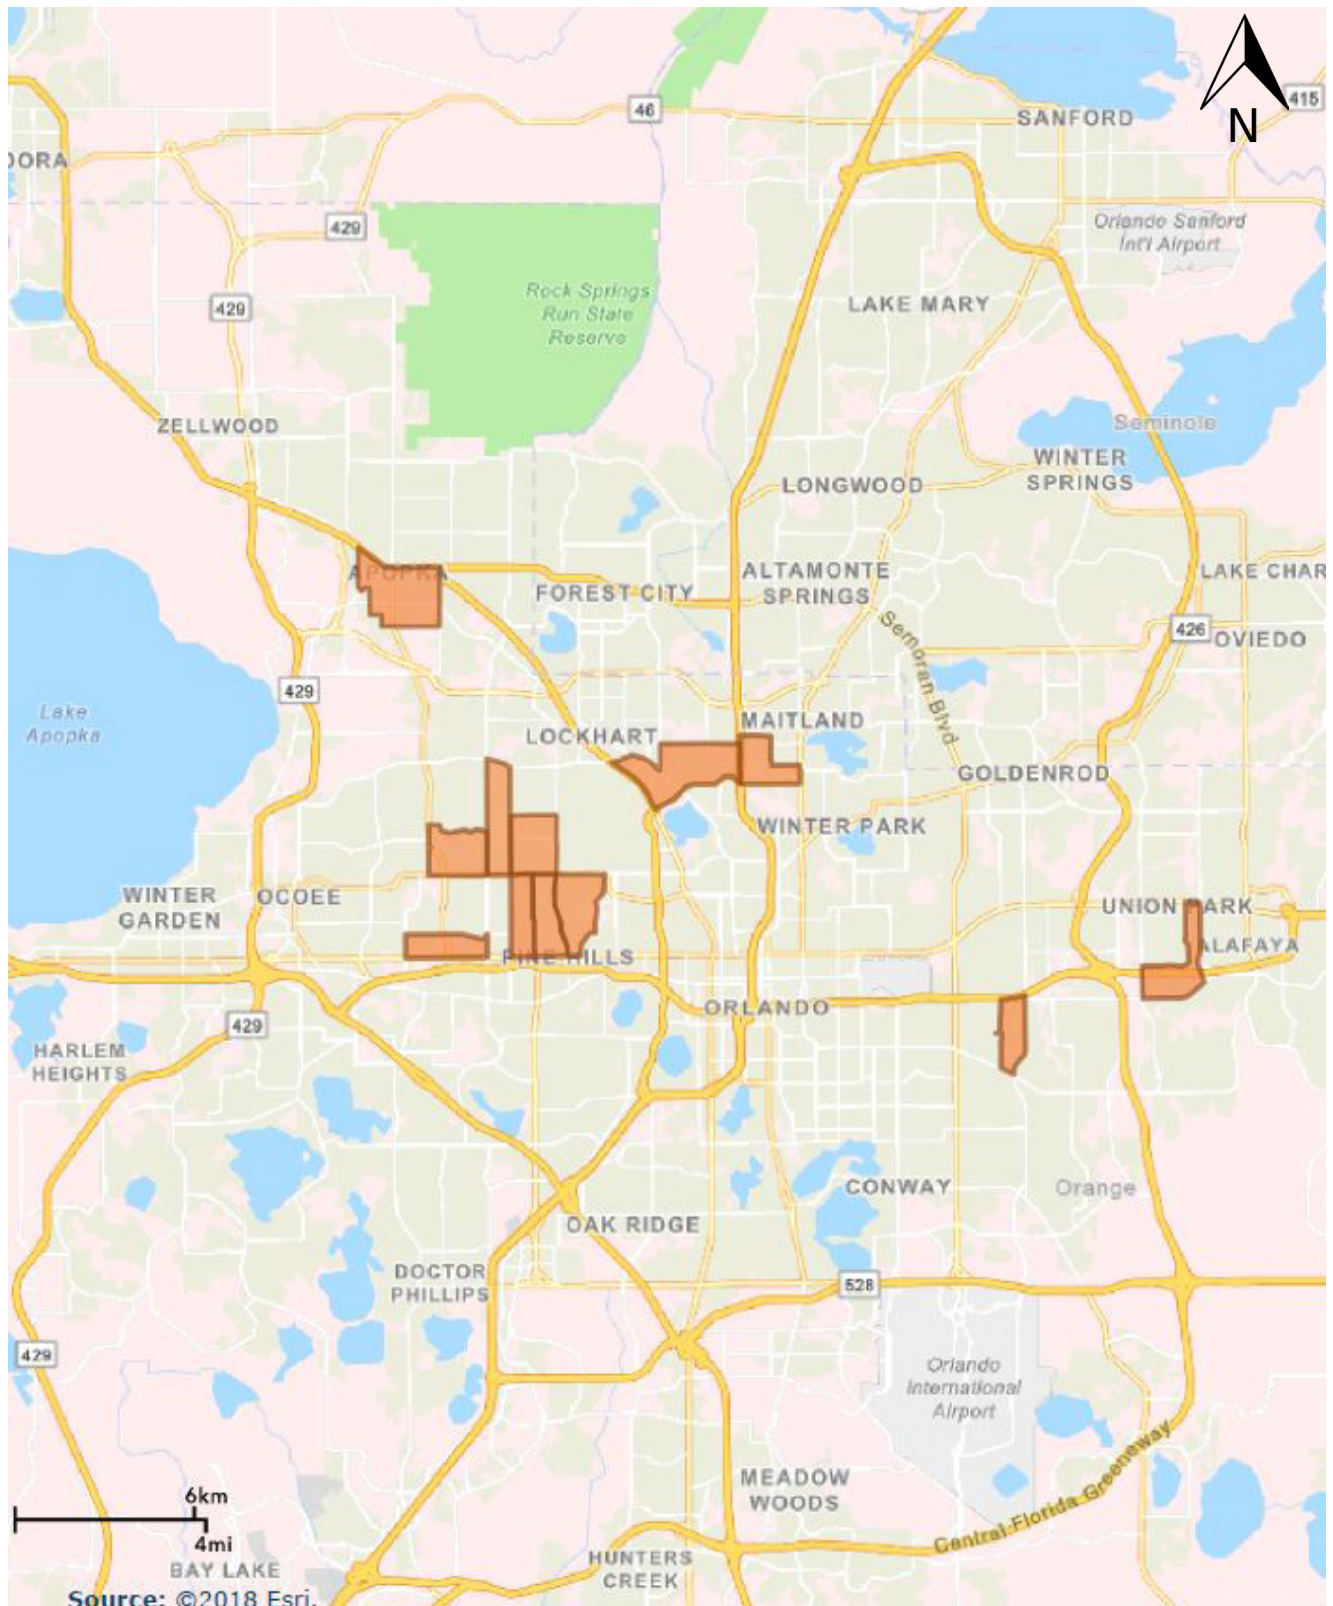 46
415
N
SANFORD
DORA
Orlando Sanford
Int'l Airport
429
Rock Springs
Run State
Reserve
429
LAKE MARY
ZELLWOOD
Seminole
WINTER
SPRINGS
LONGWOOD
APOPKA
FOREST CITY
ALTAMONTE
SPRINGS
LAKE CHAR
Semoran Blvd
426
OVIEDO
429
Lake
Apopka
LOCKHART
MAITLAND
GOLDENROD
WINTER PARK
WINTER
GARDEN
OCOEE
UNION PARK
ALAFAYA
PINE HILLS
ORLANDO
429
HARLEM
HEIGHTS
CONWAY
Orange
OAK RIDGE
DOCTOR
PHILLIPS
528
429
Orlando
International
Airport
MEADOW
WOODS
Central Florida Greeneway
6km
4mi
BAY LAKE
HUNTERS
CREEK
Source: ©2018 Esri.